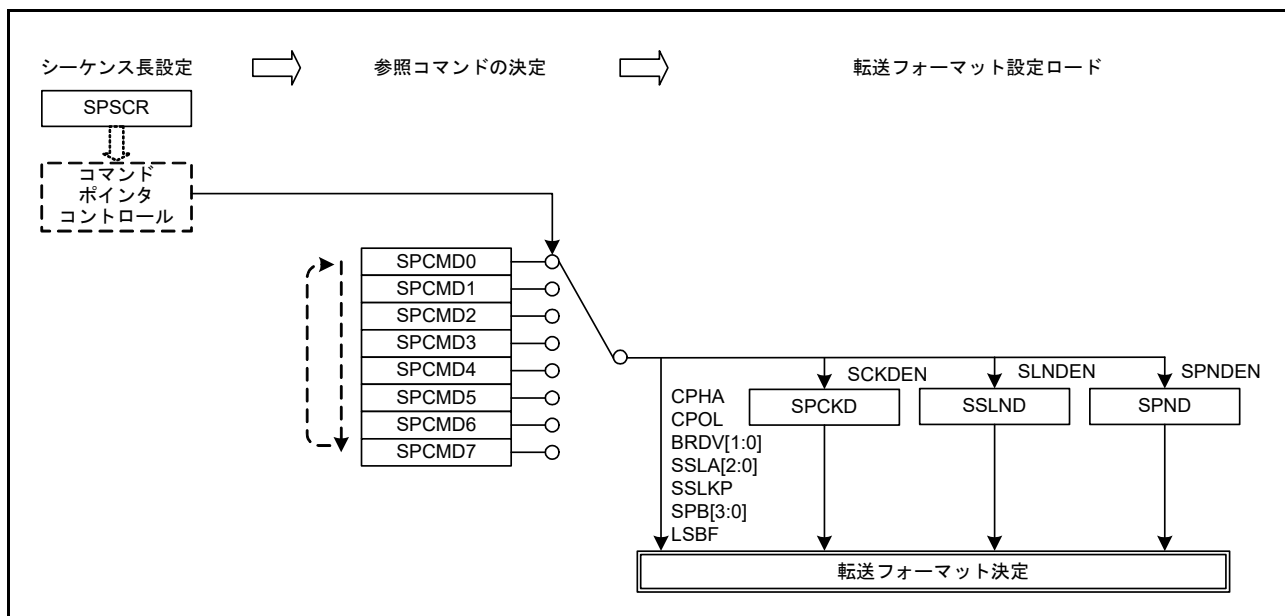 シーケンス長設定
参照コマンドの決定
転送フォーマット設定ロード
SPSCR
コマンド
ポインタ
コントロール
SPCMD0
SPCMD1
SPCMD2
SPCMD3
SPCMD4
SPCMD5
SPCMD6
SPCMD7
CPHA
CPOL
BRDV[1:0]
SSLA[2:0]
SSLKP
SPB[3:0]
LSBF
SCKDEN
SPCKD
SLNDEN
SSLND
SPNDEN
SPND
転送フォーマット決定